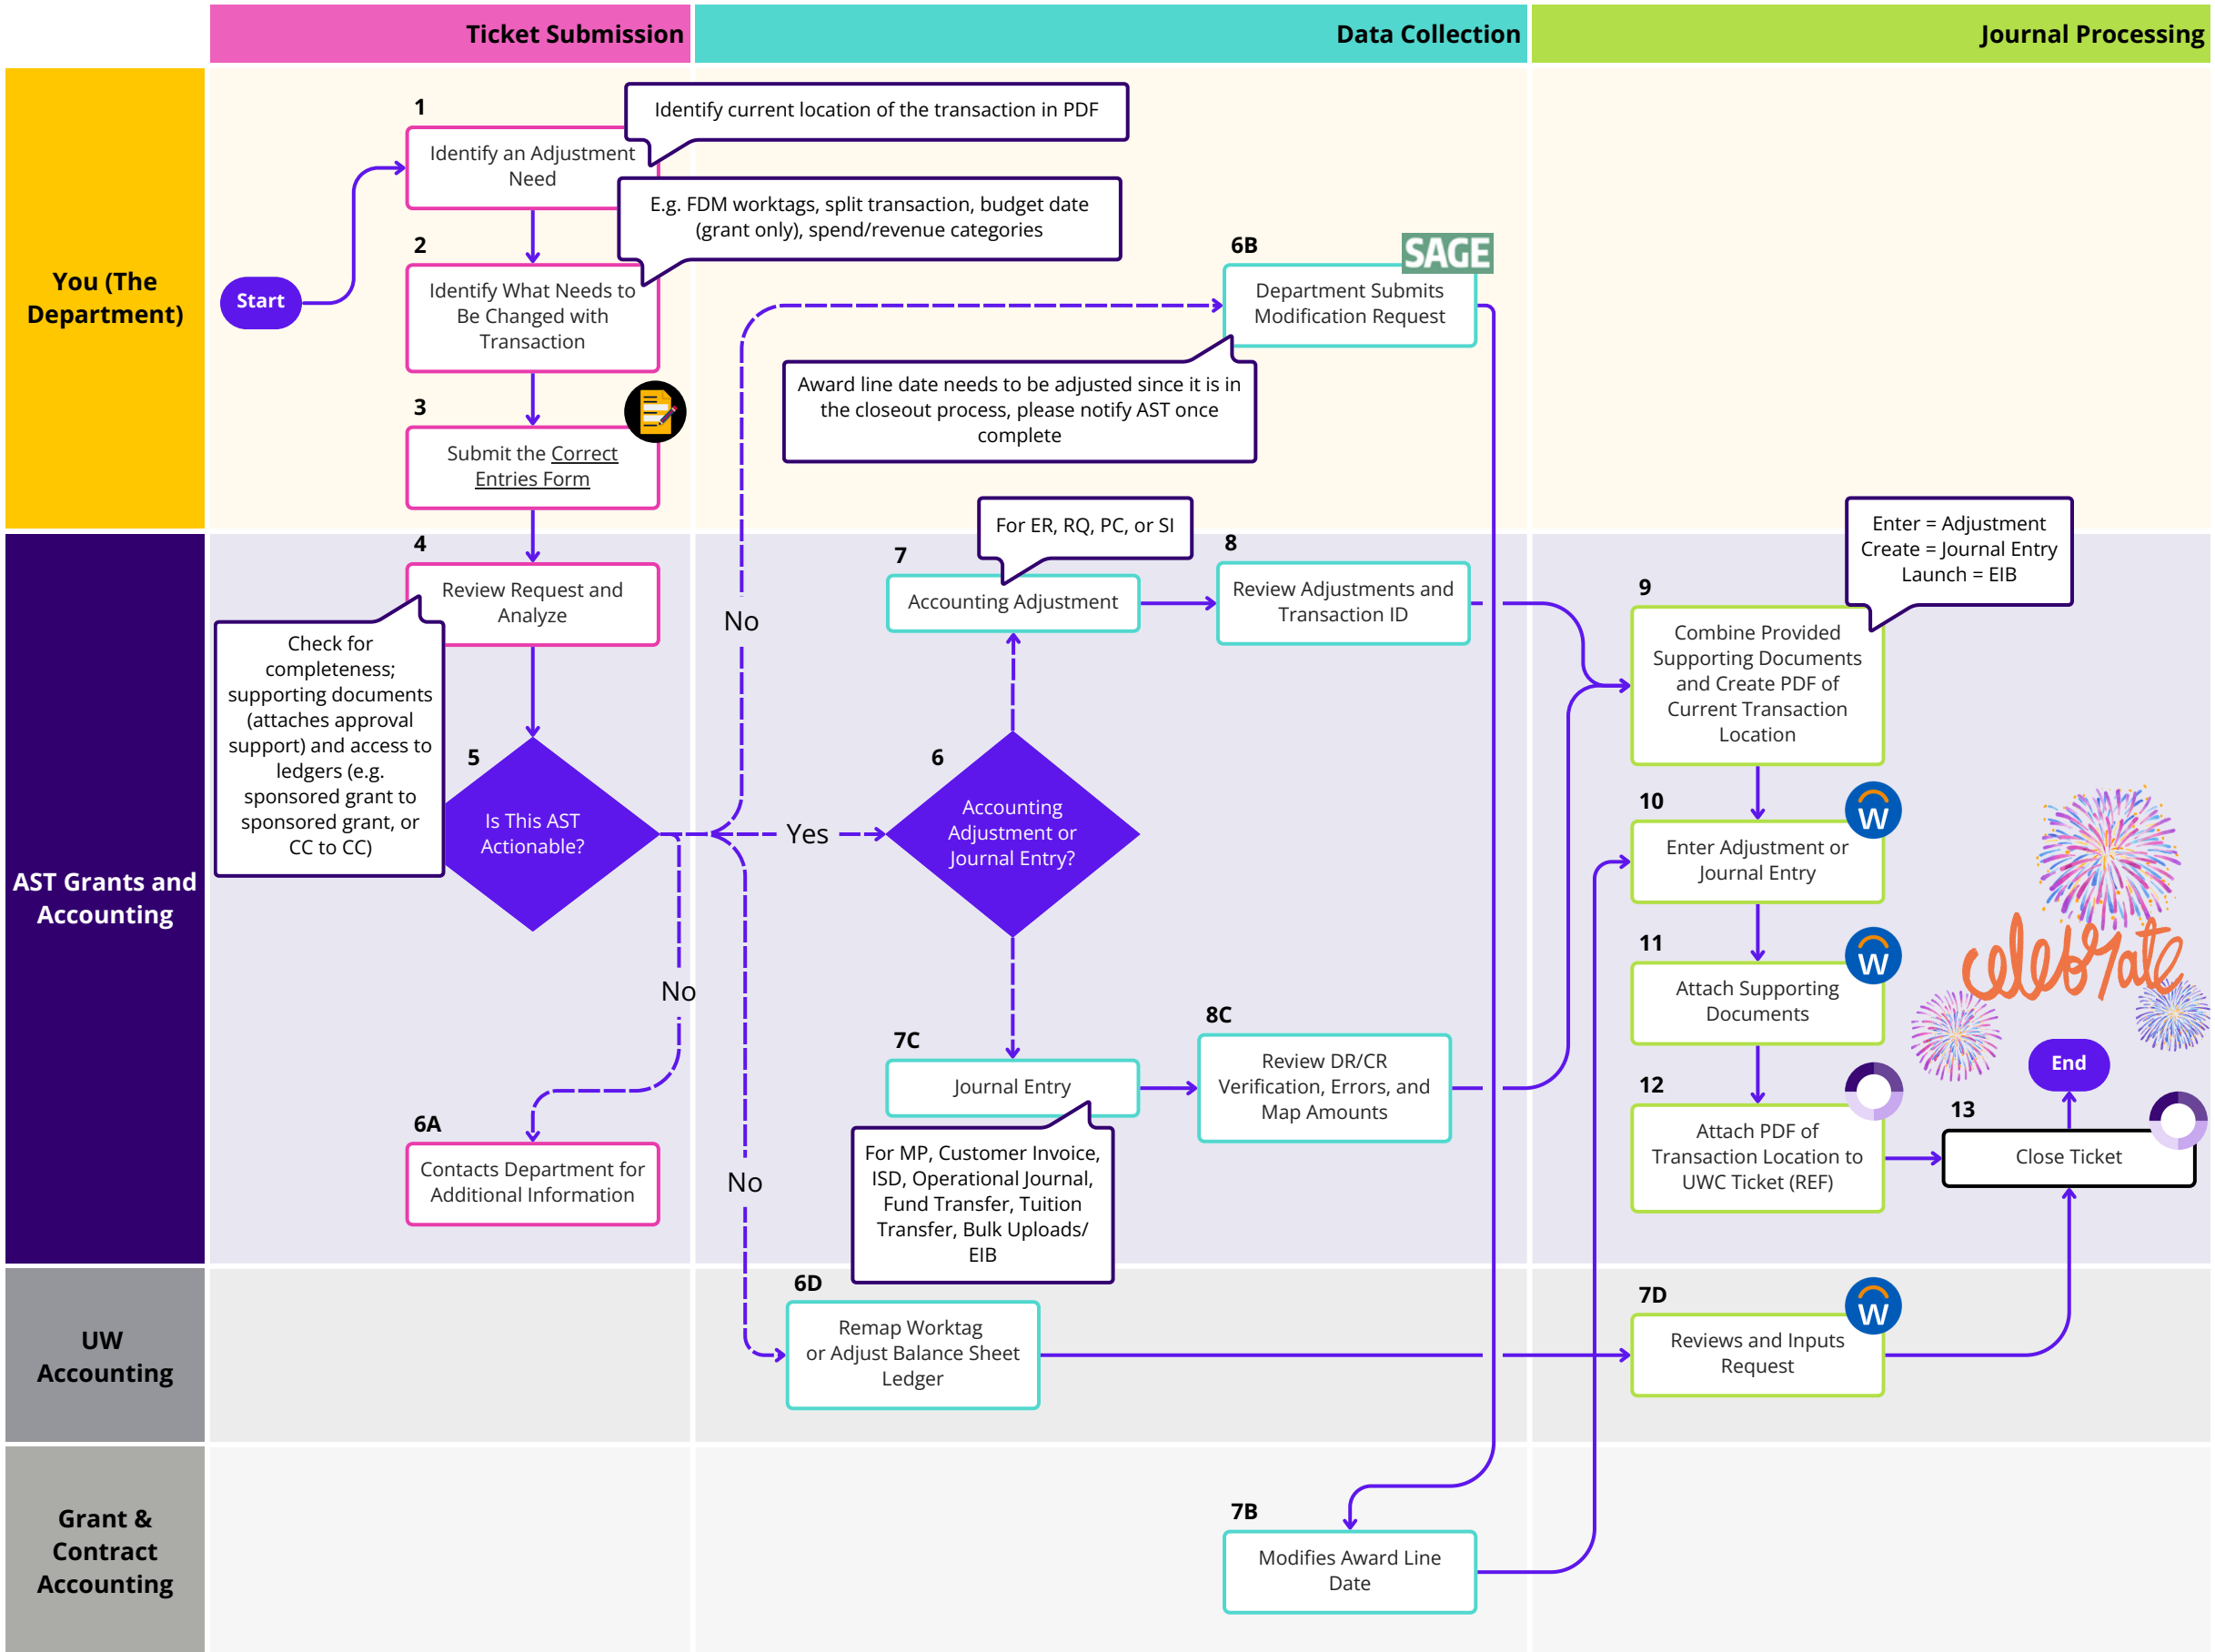 Ticket Submission
Data Collection
Journal Processing
You (The
Department)
Start
1
Identify an Adjustment
Need
Identify current location of the transaction in PDF
2
Identify What Needs to
Be Changed with
Transaction
E.g. FDM worktags, split transaction, budget date
(grant only), spend/revenue categories
3
Submit the Correct
Entries Form
6B
SAGE
Department Submits
Modification Request
Award line date needs to be adjusted since it is in
the closeout process, please notify AST once
complete
AST Grants and
Accounting
4
Review Request and
Analyze
Check for
completeness;
supporting documents
(attaches approval
support) and access to
ledgers (e.g.
sponsored grant to
sponsored grant, or
CC to CC)
5
Is This AST
Actionable?
No
Yes
No
No
6A
Contacts Department for
Additional Information
6
Accounting
Adjustment or
Journal Entry?
For ER, RQ, PC, or SI
7
Accounting Adjustment
8
Review Adjustments and
Transaction ID
7C
Journal Entry
For MP, Customer Invoice,
ISD, Operational Journal,
Fund Transfer, Tuition
Transfer, Bulk Uploads/
EIB
8C
Review DR/CR
Verification, Errors, and
Map Amounts
Enter = Adjustment
Create = Journal Entry
Launch = EIB
9
Combine Provided
Supporting Documents
and Create PDF of
Current Transaction
Location
10
W
Enter Adjustment or
Journal Entry
11
W
Attach Supporting
Documents
12
Attach PDF of
Transaction Location to
UWC Ticket (REF)
celebrate
End
13
Close Ticket
UW
Accounting
6D
Remap Worktag
or Adjust Balance Sheet
Ledger
7D
W
Reviews and Inputs
Request
Grant &
Contract
Accounting
7B
Modifies Award Line
Date